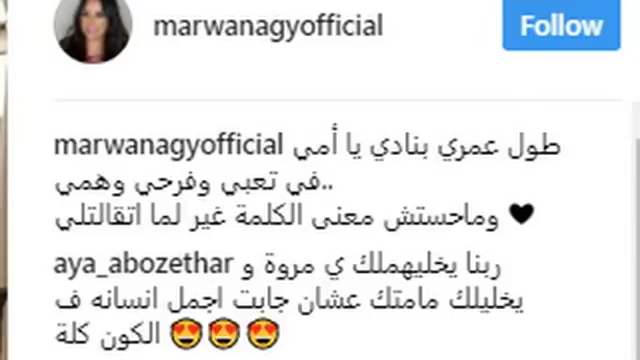 marwanagyofficial
Follow
marwanagyofficial طول عمري بنادي يا أمي
في تعبي وفرحي وهمي..
وماحستش معنى الكلمة غير لما اتقالتلي 🖤
aya_abozethar ربنا يخليهملك ي مروة و
يخليلك مامتك عشان جابت اجمل انسانه ف
الكون كلة 😍😍😍